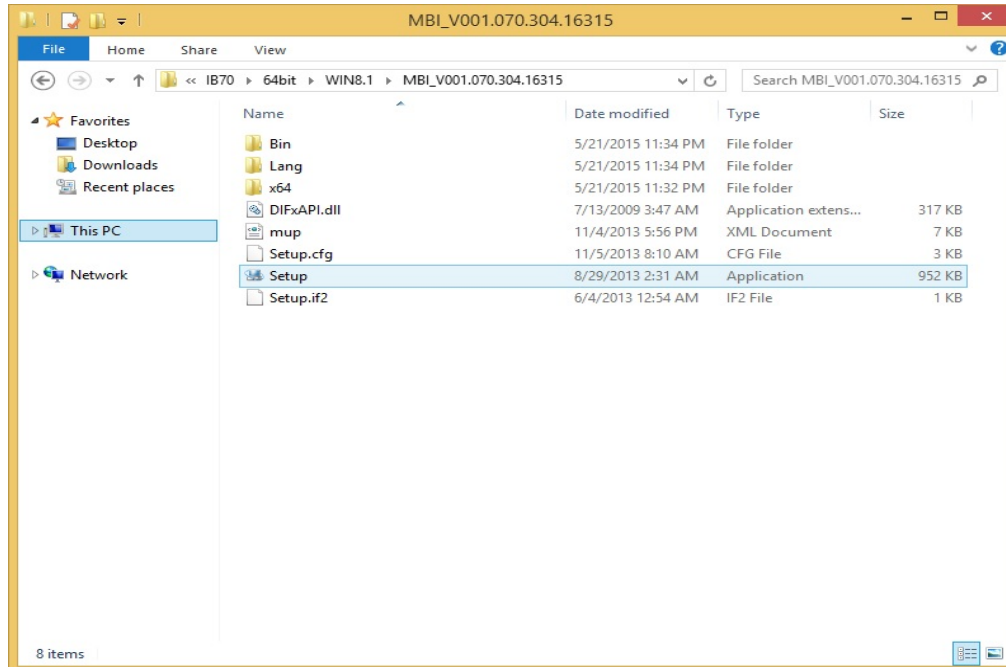 MBI_V001.070.304.16315
File Home Share View
« IB70 WIN8.1 64bit MBI_V001.070.304.16315 Search MBI_V001.070.304.16315
Name Date modified Type Size
Favorites
Desktop
Downloads
Recent places
This PC
Network
Bin 5/21/2015 11:34 PM File folder
Lang 5/21/2015 11:34 PM File folder
x64 5/21/2015 11:32 PM File folder
DIFxAPI.dll 7/13/2009 3:47 AM Application extens... 317 KB
mup 11/4/2013 5:56 PM XML Document 7 KB
Setup.cfg 11/5/2013 8:10 AM CFG File 3 KB
Setup 8/29/2013 2:31 AM Application 952 KB
Setup.if2 6/4/2013 12:54 AM IF2 File 1 KB
8 items